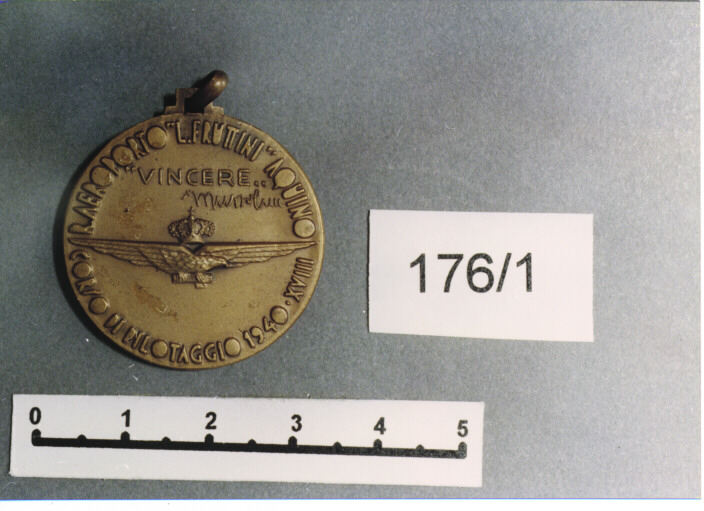 R. AEROPORTO "L. FRUTINI" AQUINO
"VINCERE..
Mussolini
CORSO DI PILOTAGGIO 1940 · XVIII
176/1
0 1 2 3 4 5